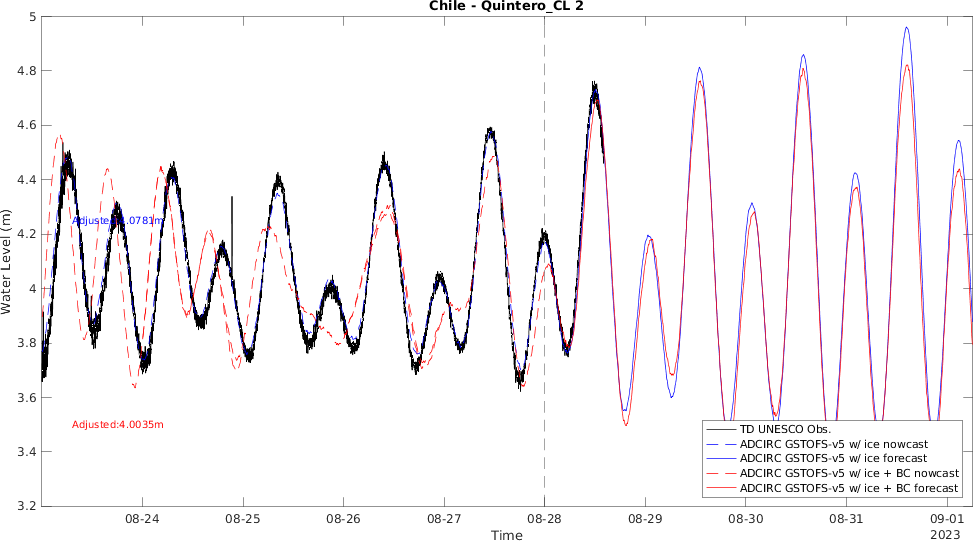 Chile - Quintero_CL 2
5
4.8
4.6
4.4
4.2
4
3.8
3.6
3.4
3.2
Water Level (m)
Adjusted:4.0035m
TD UNESCO Obs.
ADCIRC GSTOFS-v5 w/ ice nowcast
ADCIRC GSTOFS-v5 w/ ice forecast
ADCIRC GSTOFS-v5 w/ ice + BC nowcast
ADCIRC GSTOFS-v5 w/ ice + BC forecast
08-24
08-25
08-26
08-27
08-28
08-29
08-30
08-31
09-01
Time
2023